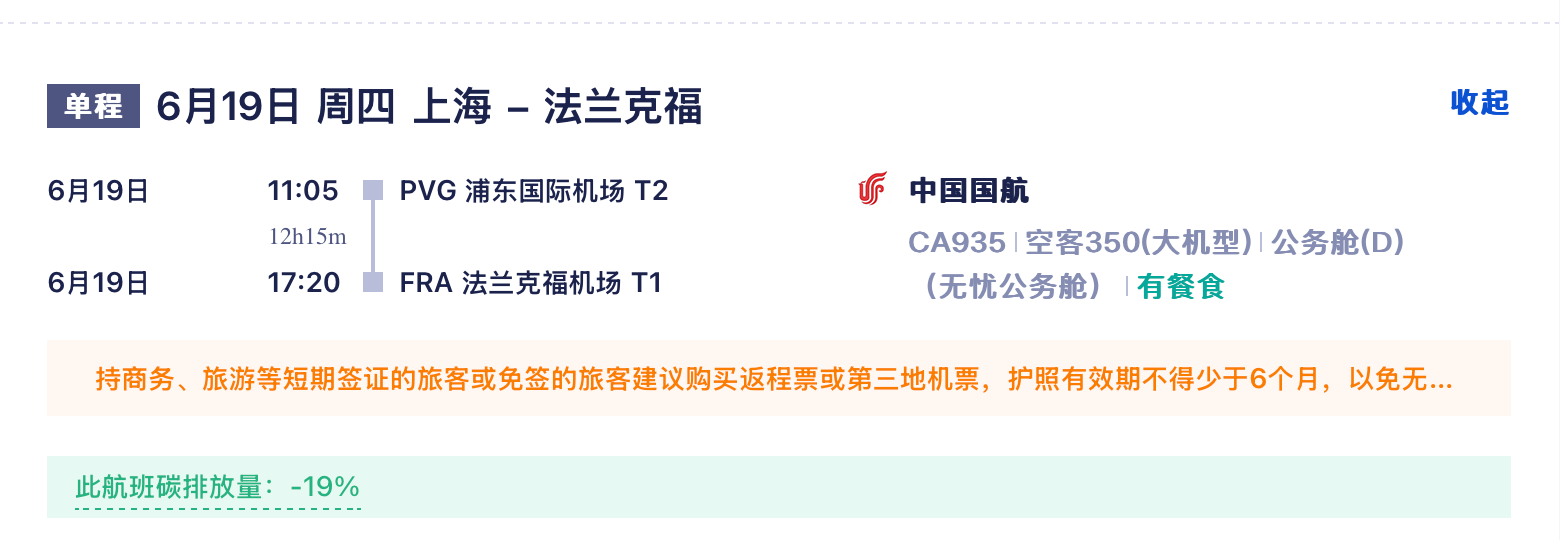 单程 6月19日 周四 上海 – 法兰克福 收起
6月19日 11:05 PVG 浦东国际机场 T2 中国国航
12h15m CA935 空客350(大机型) 公务舱(D)
6月19日 17:20 FRA 法兰克福机场 T1 （无忧公务舱） 有餐食
持商务、旅游等短期签证的旅客或免签的旅客建议购买返程票或第三地机票，护照有效期不得少于6个月，以免无...
此航班碳排放量：-19%